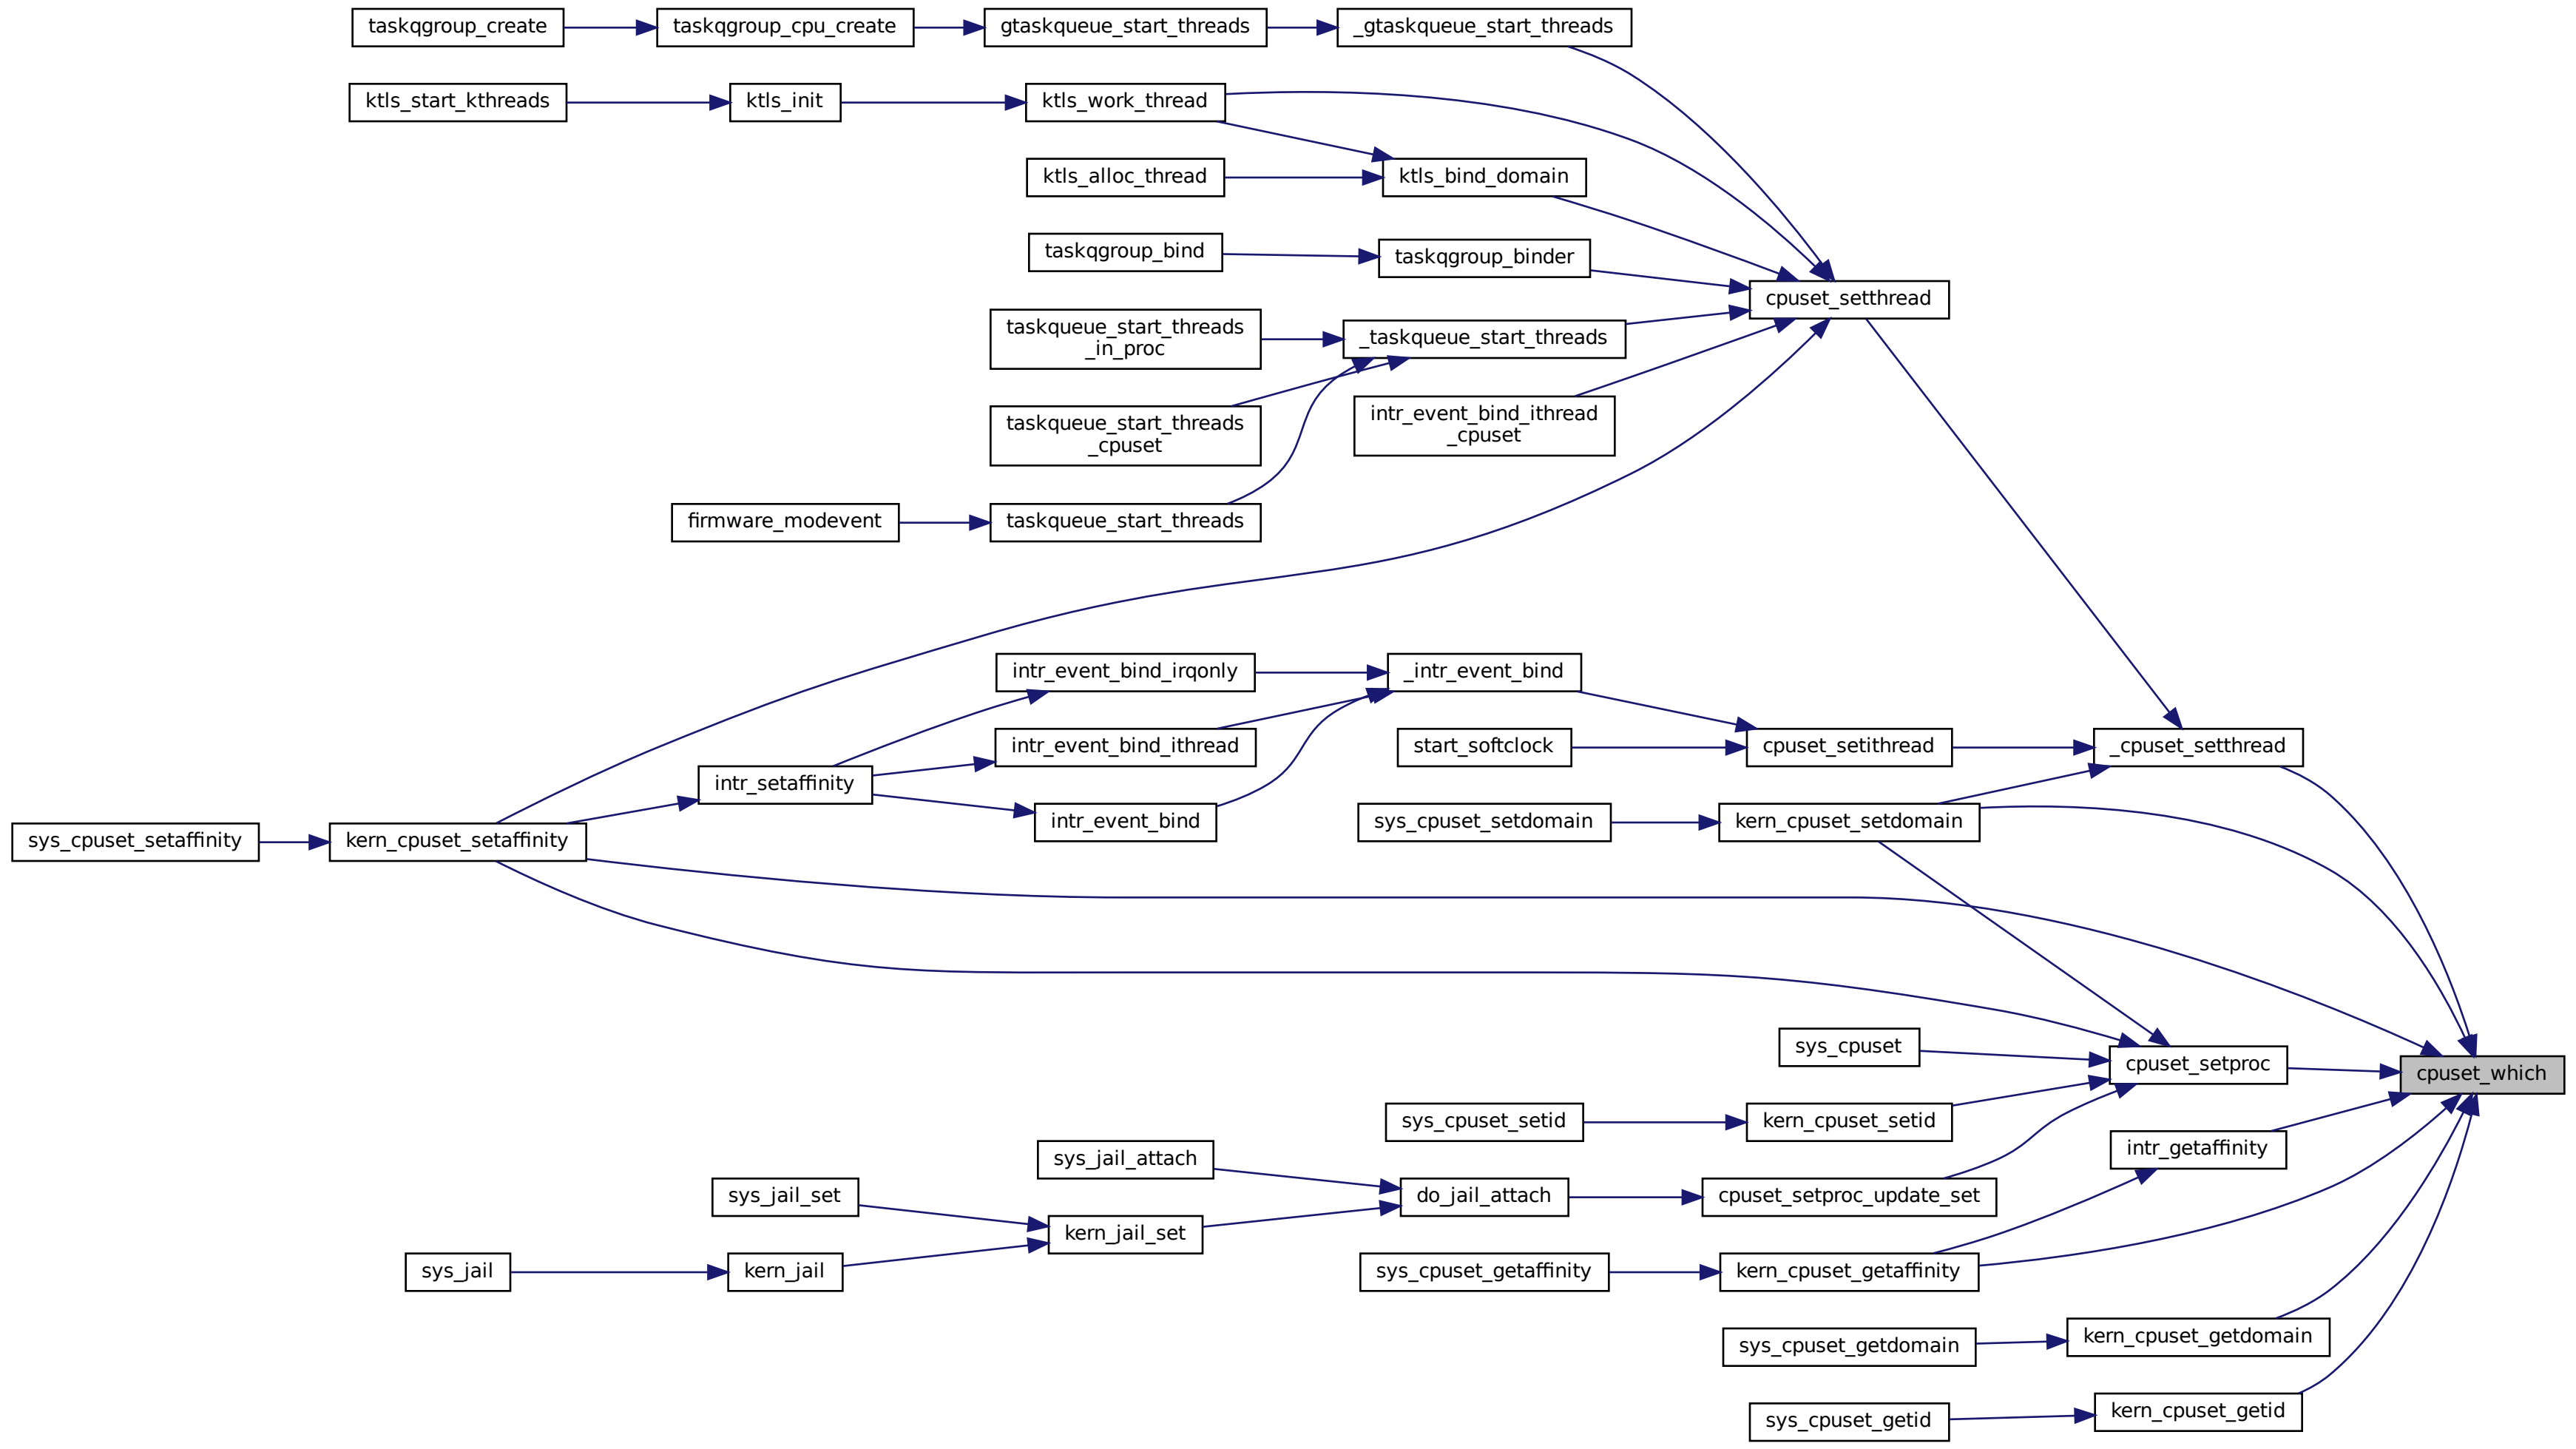 taskqgroup_create
taskqgroup_cpu_create
gtaskqueue_start_threads
_gtaskqueue_start_threads
ktls_start_kthreads
ktls_init
ktls_work_thread
ktls_alloc_thread
ktls_bind_domain
taskqgroup_bind
taskqgroup_binder
cpuset_setthread
taskqueue_start_threads
_in_proc
_taskqueue_start_threads
taskqueue_start_threads
_cpuset
intr_event_bind_ithread
_cpuset
firmware_modevent
taskqueue_start_threads
intr_event_bind_irqonly
_intr_event_bind
intr_event_bind_ithread
start_softclock
cpuset_setithread
_cpuset_setthread
intr_setaffinity
intr_event_bind
sys_cpuset_setdomain
kern_cpuset_setdomain
sys_cpuset_setaffinity
kern_cpuset_setaffinity
sys_cpuset
cpuset_setproc
cpuset_which
sys_cpuset_setid
kern_cpuset_setid
sys_jail_attach
intr_getaffinity
sys_jail_set
do_jail_attach
cpuset_setproc_update_set
kern_jail_set
sys_jail
kern_jail
sys_cpuset_getaffinity
kern_cpuset_getaffinity
sys_cpuset_getdomain
kern_cpuset_getdomain
sys_cpuset_getid
kern_cpuset_getid